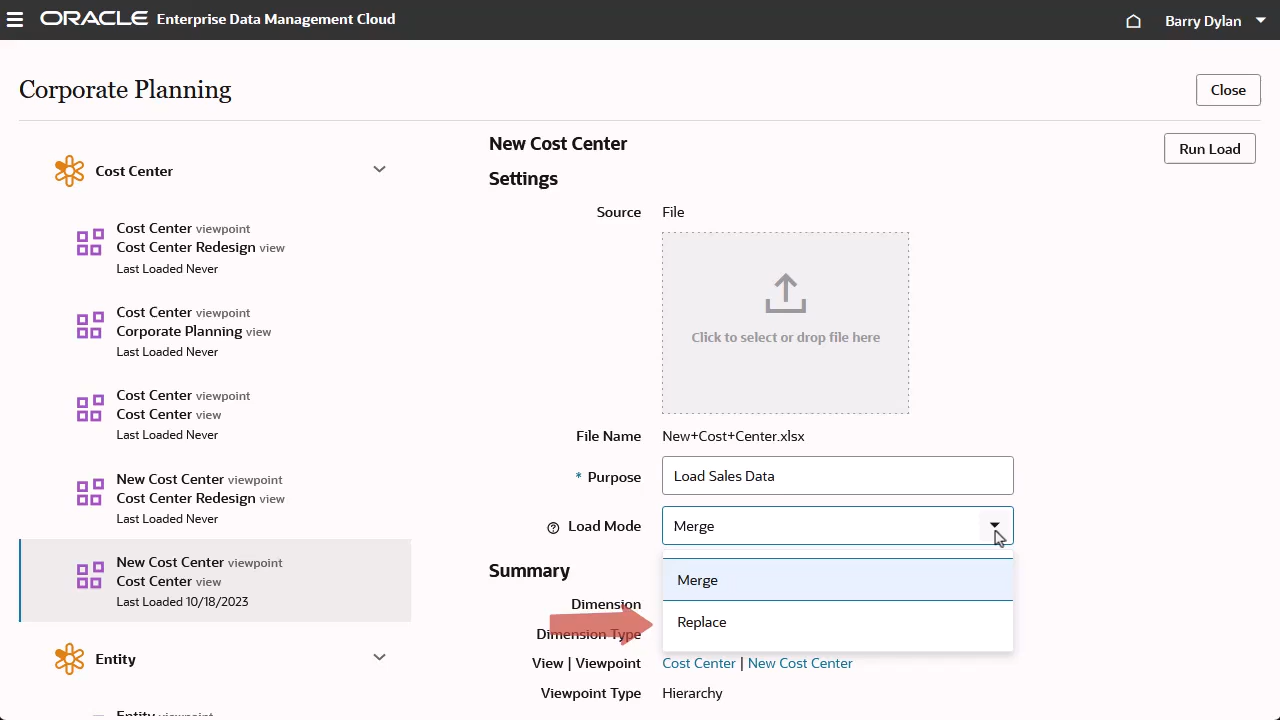 ORACLE Enterprise Data Management Cloud
Barry Dylan
Corporate Planning
Close
Cost Center
Cost Center viewpoint
Cost Center Redesign view
Last Loaded Never
Cost Center viewpoint
Corporate Planning view
Last Loaded Never
Cost Center viewpoint
Cost Center view
Last Loaded Never
New Cost Center viewpoint
Cost Center Redesign view
Last Loaded Never
New Cost Center viewpoint
Cost Center view
Last Loaded 10/18/2023
Entity
Entity viewpoint
New Cost Center
Run Load
Settings
Source File
Click to select or drop file here
File Name New+Cost+Center.xlsx
* Purpose Load Sales Data
Load Mode Merge
Merge
Replace
Summary
Dimension
Dimension Type
View | Viewpoint Cost Center | New Cost Center
Viewpoint Type Hierarchy